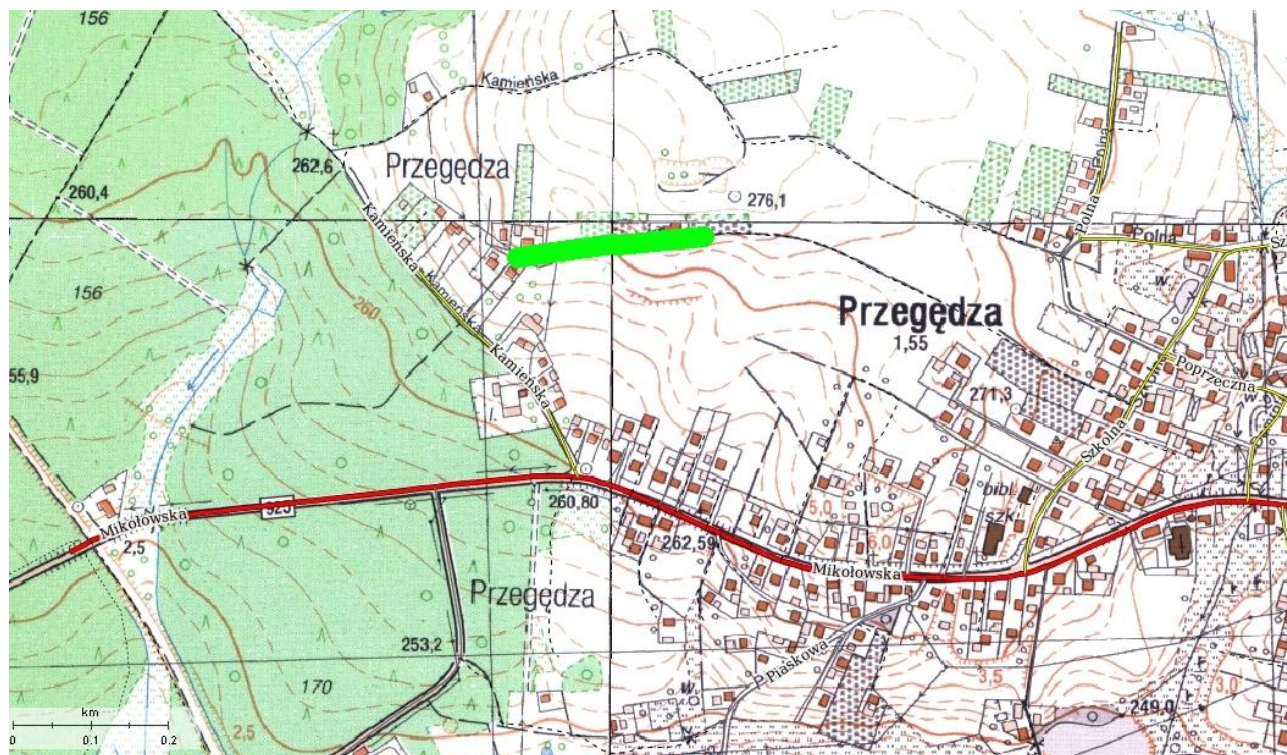 156
Kamieńska
262,6
Przegędza
260,4
276,1
Kamieńska
Polna
Polna
156
Kamieńska
260
Przegędza
1,55
w.
55,9
Kamieńska
Poprzeczna
271,3
w.
l.
Szkolna
bibl.
szk.
925
260,80
5,0
Mikołowska
2,5
262,59
6.0
Mikołowska
Przegędza
253,2
P. Piaskowa
3,5
170
w.
3,0
249,0
2,5
km
0 0.1 0.2